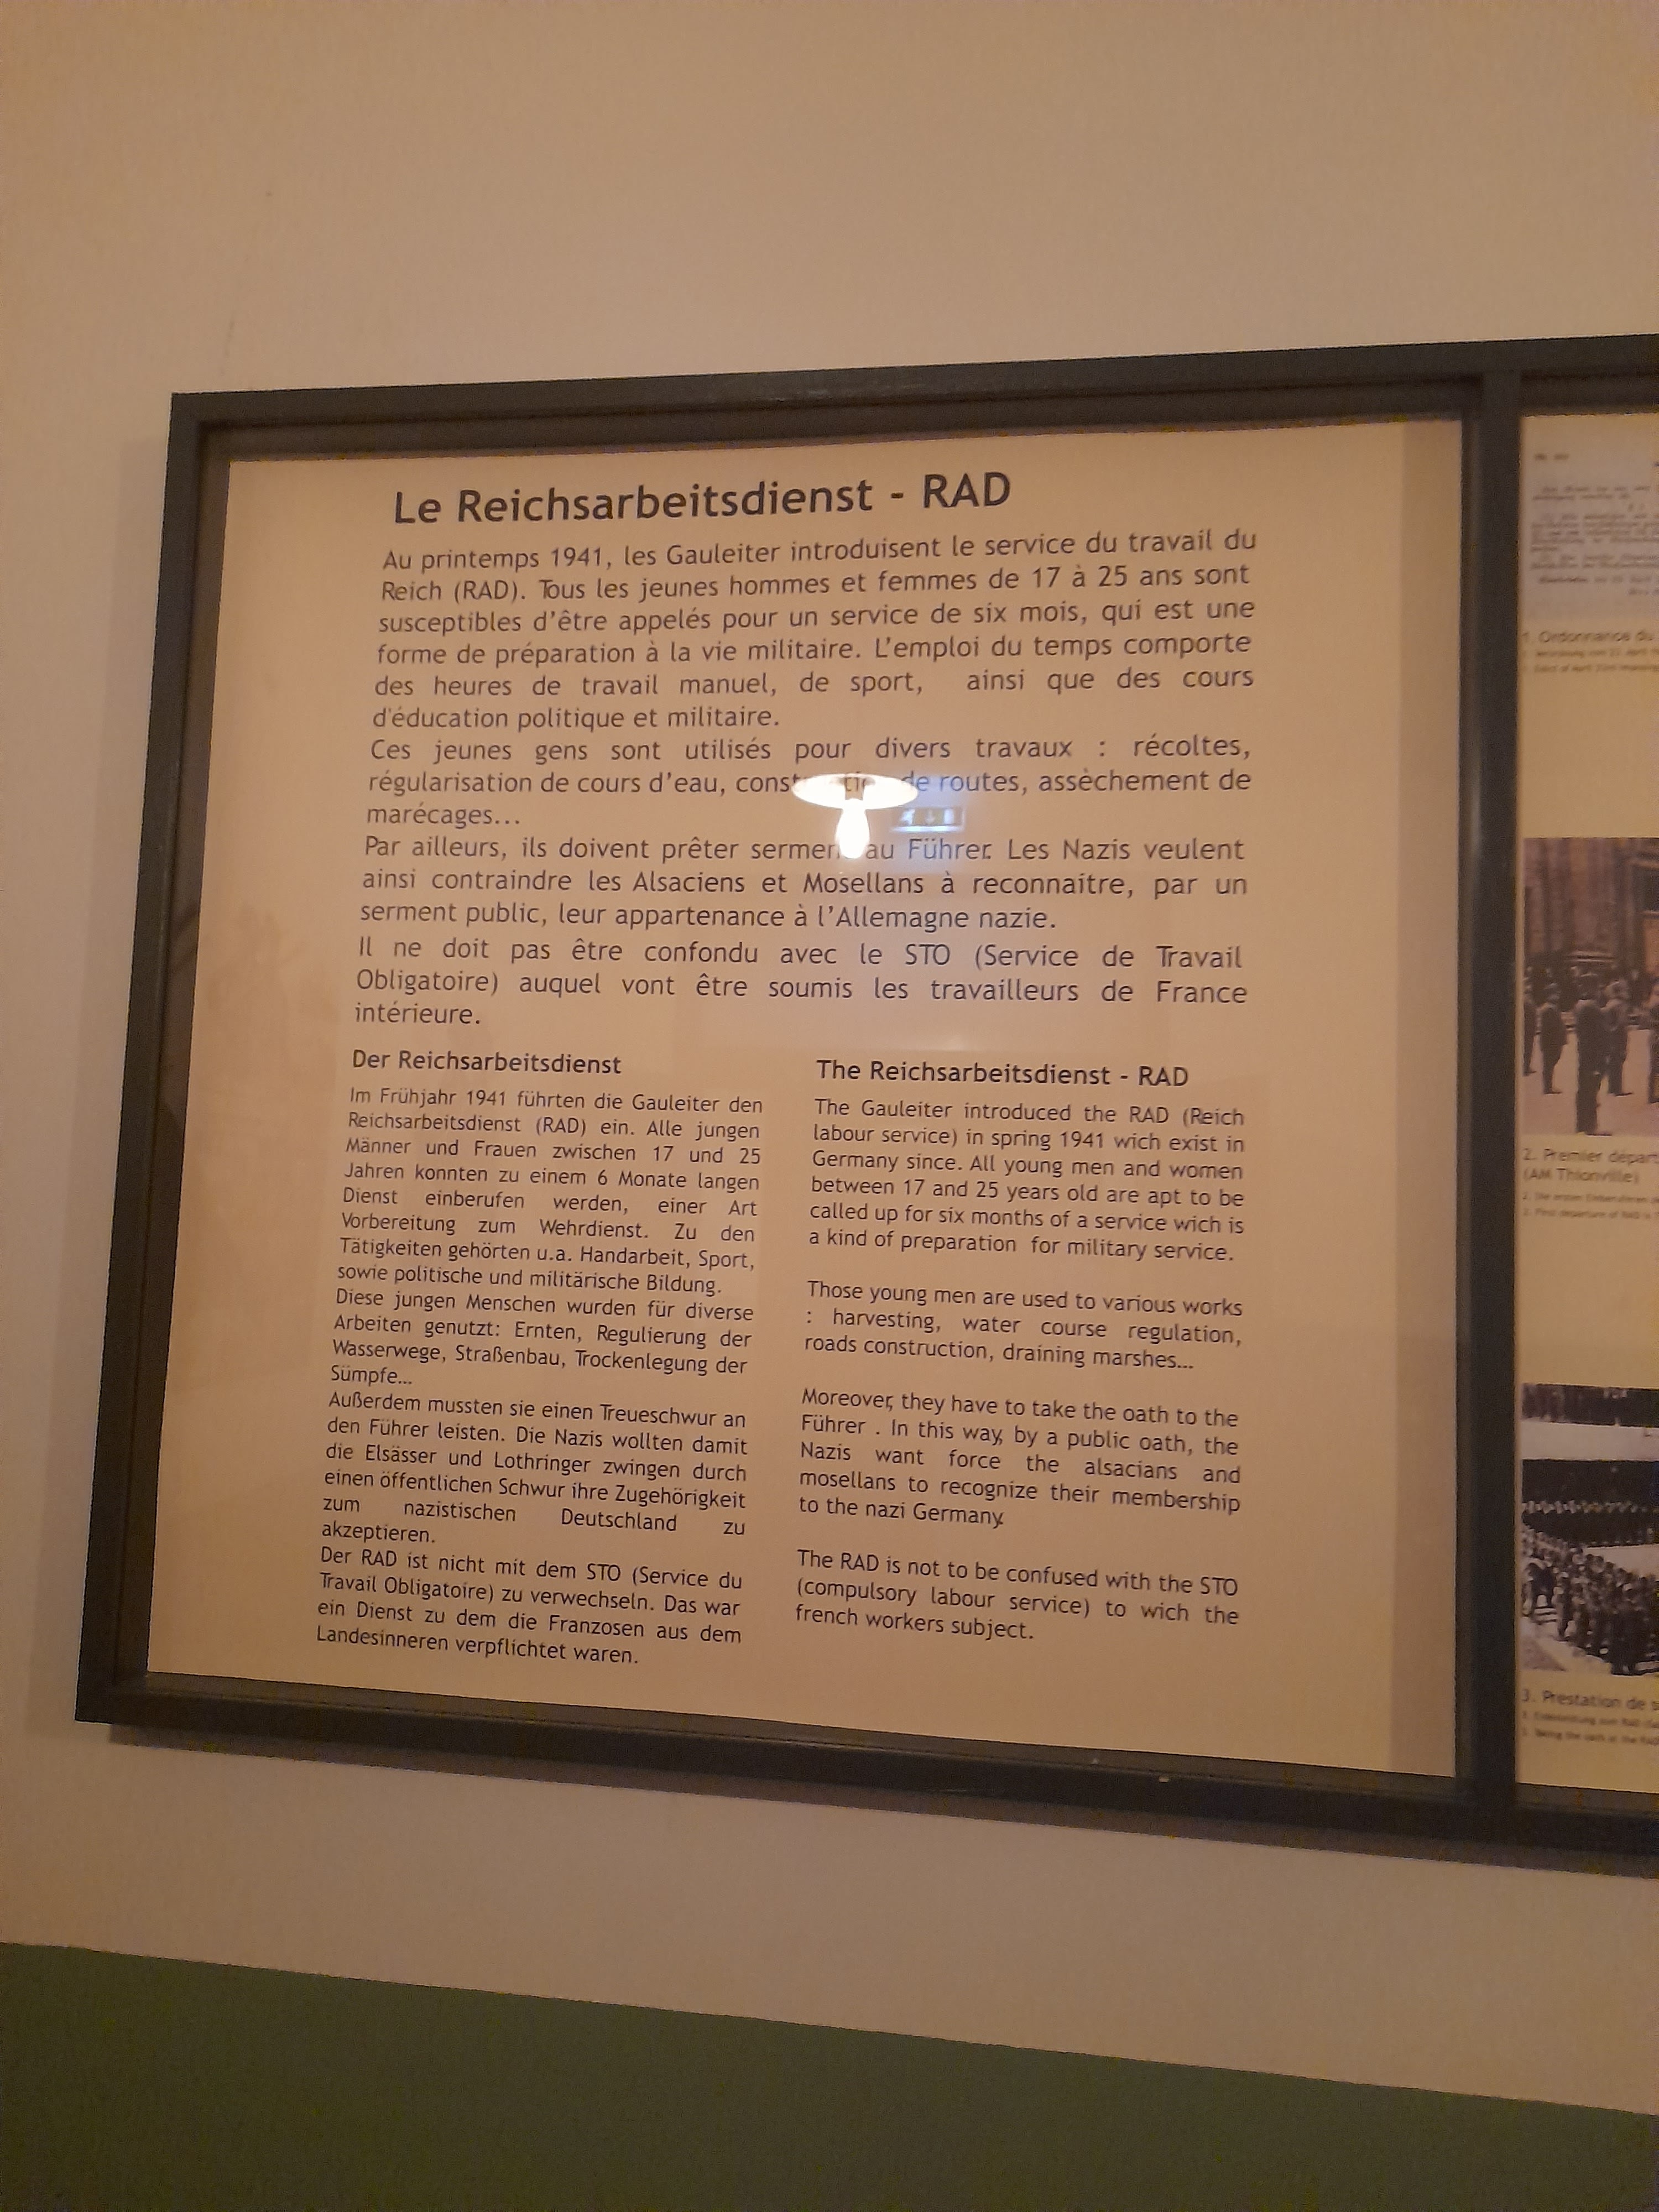 Le Reichsarbeitsdienst - RAD
Au printemps 1941, les Gauleiter introduisent le service du travail du
Reich (RAD). Tous les jeunes hommes et femmes de 17 à 25 ans sont
susceptibles d'être appelés pour un service de six mois, qui est une
forme de préparation à la vie militaire. L'emploi du temps comporte
des heures de travail manuel, de sport, ainsi que des cours
d'éducation politique et militaire.
Ces jeunes gens sont utilisés pour divers travaux : récoltes,
régularisation de cours d'eau, construction de routes, assèchement de
marécages...
Par ailleurs, ils doivent prêter serment au Führer. Les Nazis veulent
ainsi contraindre les Alsaciens et Mosellans à reconnaitre, par un
serment public, leur appartenance à l'Allemagne nazie.
Il ne doit pas être confondu avec le STO (Service de Travail
Obligatoire) auquel vont être soumis les travailleurs de France
intérieure.
Der Reichsarbeitsdienst
Im Frühjahr 1941 führten die Gauleiter den
Reichsarbeitsdienst (RAD) ein. Alle jungen
Männer und Frauen zwischen 17 und 25
Jahren konnten zu einem 6 Monate langen
Dienst einberufen werden, einer Art
Vorbereitung zum Wehrdienst. Zu den
Tätigkeiten gehörten u.a. Handarbeit, Sport,
sowie politische und militärische Bildung.
Diese jungen Menschen wurden für diverse
Arbeiten genutzt: Ernten, Regulierung der
Wasserwege, Straßenbau, Trockenlegung der
Sümpfe...
Außerdem mussten sie einen Treueschwur an
den Führer leisten. Die Nazis wollten damit
die Elsässer und Lothringer zwingen durch
einen öffentlichen Schwur ihre Zugehörigkeit
zum nazistischen Deutschland zu
akzeptieren.
Der RAD ist nicht mit dem STO (Service du
Travail Obligatoire) zu verwechseln. Das war
ein Dienst zu dem die Franzosen aus dem
Landesinneren verpflichtet waren.
The Reichsarbeitsdienst - RAD
The Gauleiter introduced the RAD (Reich
labour service) in spring 1941 wich exist in
Germany since. All young men and women
between 17 and 25 years old are apt to be
called up for six months of a service wich is
a kind of preparation for military service.
Those young men are used to various works
: harvesting, water course regulation,
roads construction, draining marshes...
Moreover, they have to take the oath to the
Führer . In this way, by a public oath, the
Nazis want force the alsacians and
mosellans to recognize their membership
to the nazi Germany.
The RAD is not to be confused with the STO
(compulsory labour service) to wich the
french workers subject.
1. Ordonnance du
2. Premier départ
(AM Thionville)
3. Prestation de